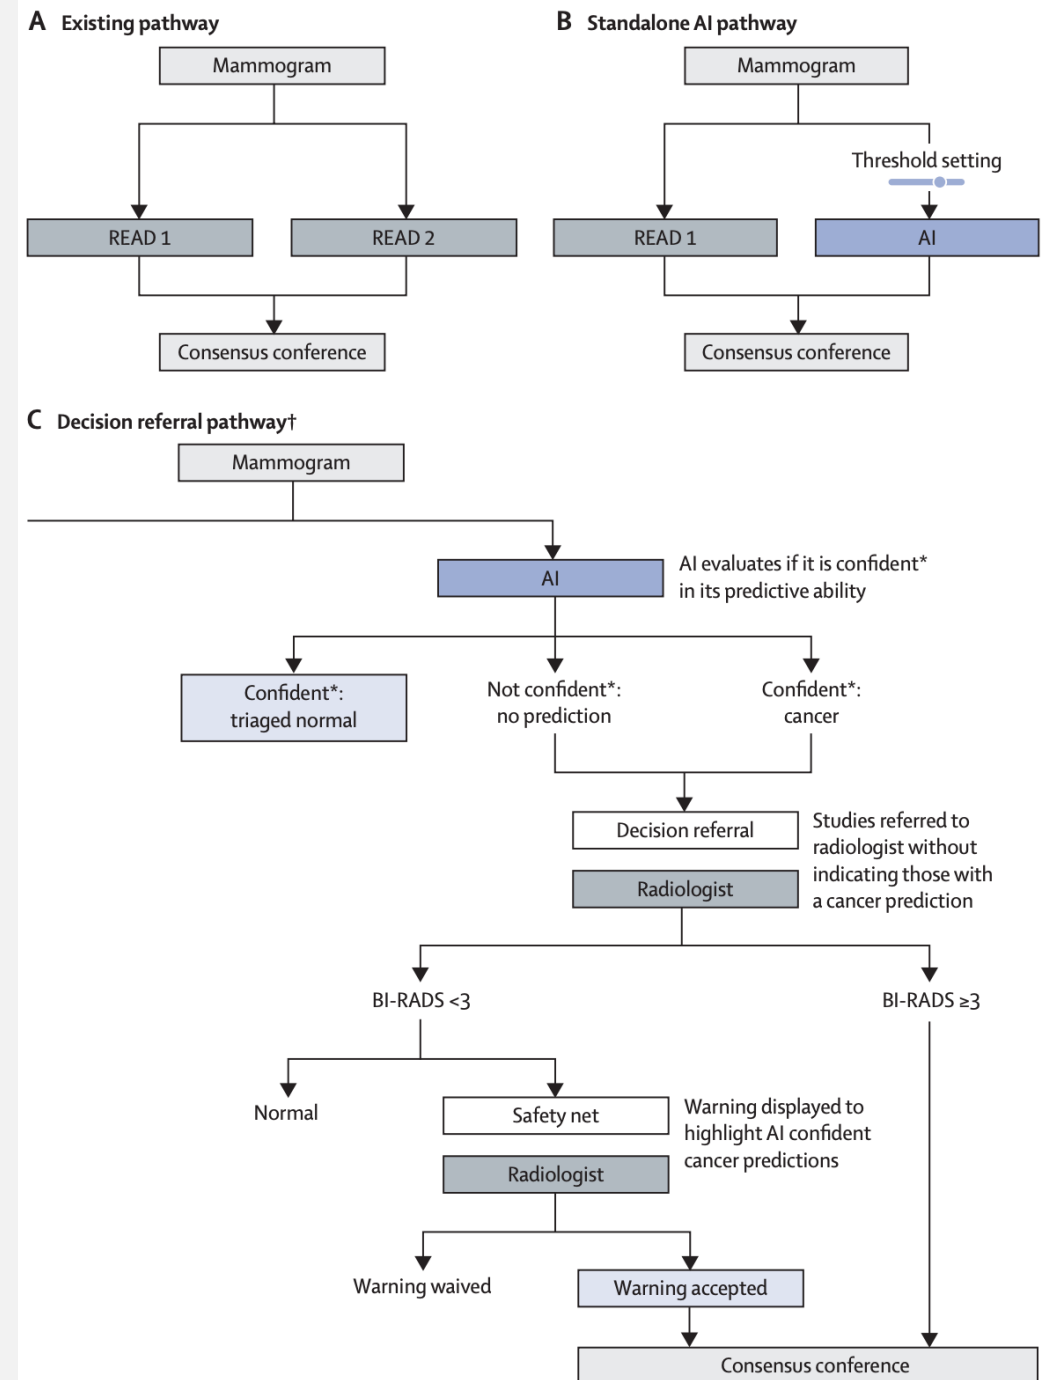 A Existing pathway
Mammogram
READ 1
READ 2
Consensus conference
B Standalone AI pathway
Mammogram
Threshold setting
READ 1
AI
Consensus conference
C Decision referral pathway†
Mammogram
AI
AI evaluates if it is confident*
in its predictive ability
Confident*:
triaged normal
Not confident*:
no prediction
Confident*:
cancer
Decision referral
Radiologist
Studies referred to
radiologist without
indicating those with
a cancer prediction
BI-RADS <3
BI-RADS ≥3
Normal
Safety net
Radiologist
Warning displayed to
highlight AI confident
cancer predictions
Warning waived
Warning accepted
Consensus conference